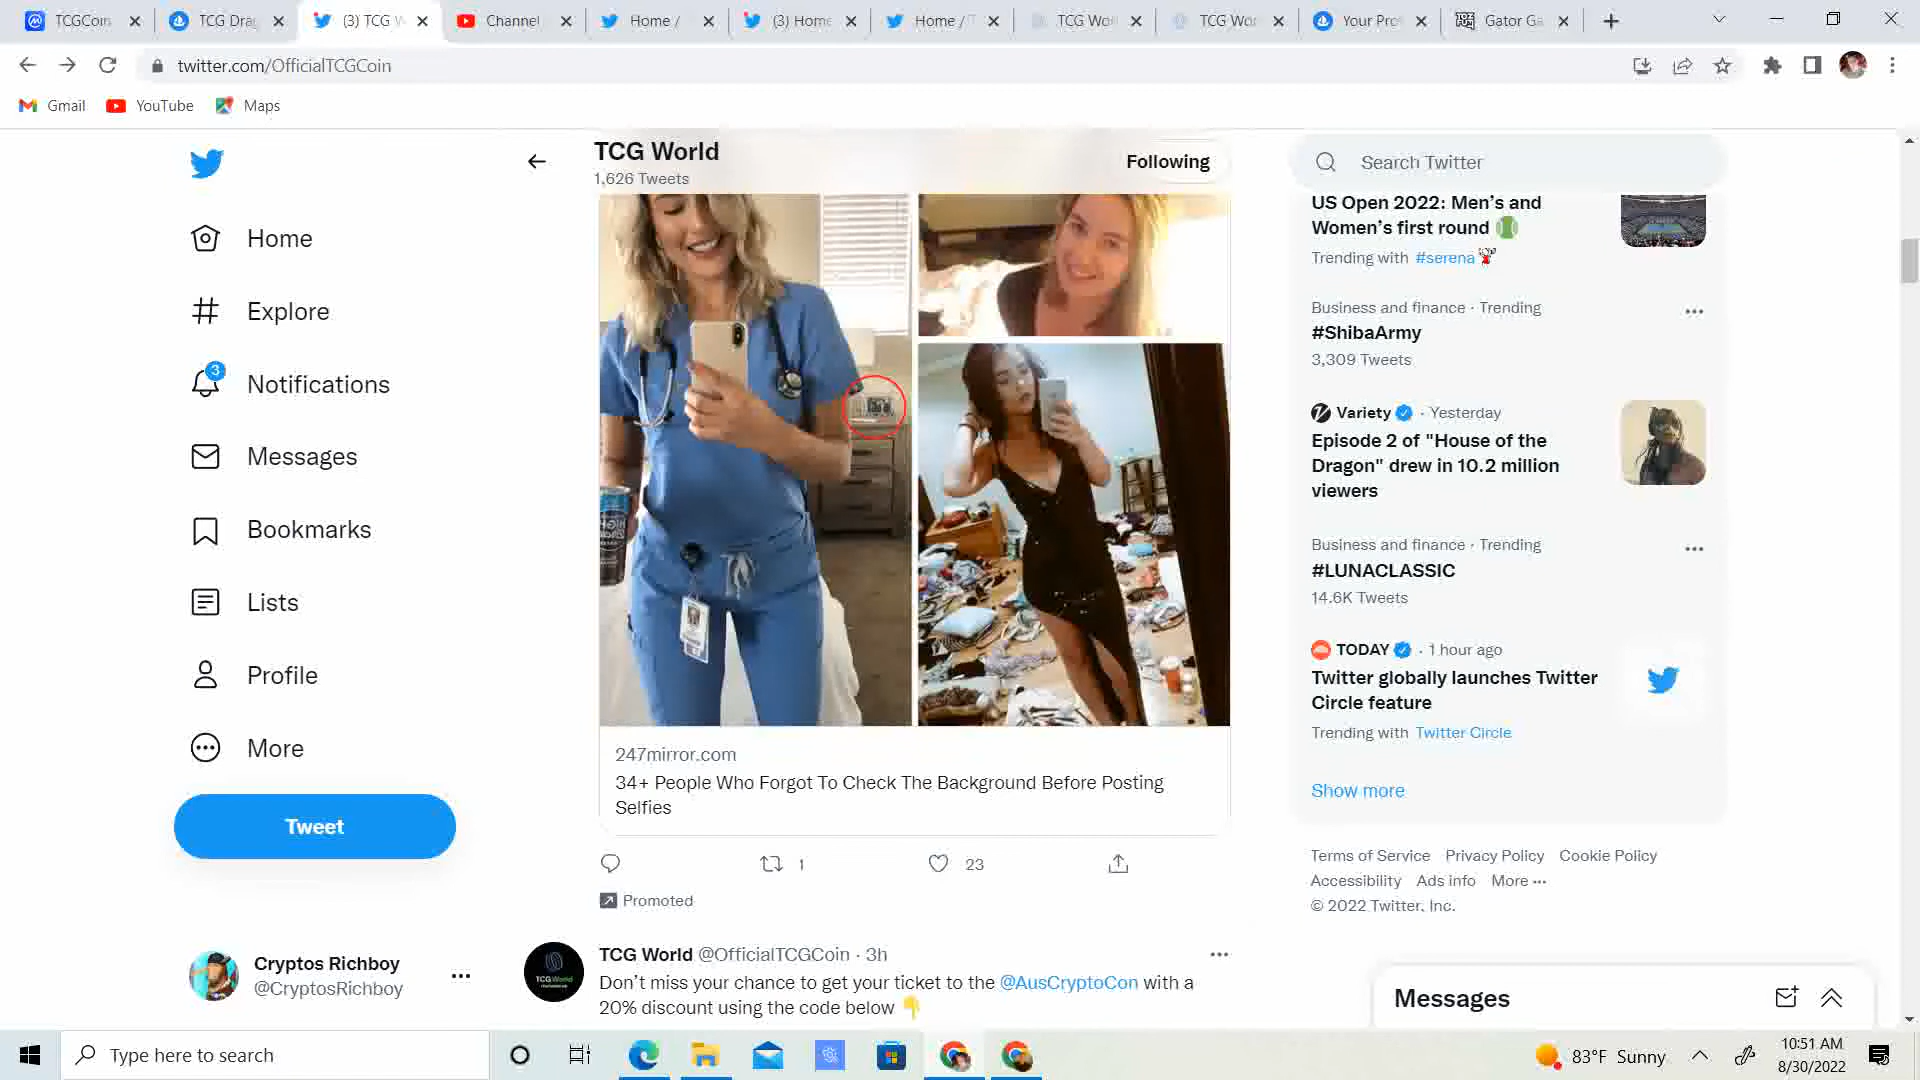 TCGCoin
TCG Drag
(3) TCG W
Channel
Home /
(3) Home
Home / T
TCG Wor
TCG Wor
Your Pro
Gator Ga
twitter.com/OfficialTCGCoin
Gmail
YouTube
Maps
TCG World
1,626 Tweets
Following
Search Twitter
Home
Explore
3
Notifications
Messages
Bookmarks
Lists
Profile
More
Tweet
Cryptos Richboy
@CryptosRichboy
247mirror.com
34+ People Who Forgot To Check The Background Before Posting
Selfies
1
23
Promoted
TCG World
TCG World @OfficialTCGCoin · 3h
Don't miss your chance to get your ticket to the @AusCryptoCon with a
20% discount using the code below 👇
US Open 2022: Men's and
Women's first round
Trending with #serena
Business and finance · Trending
#ShibaArmy
3,309 Tweets
Variety · Yesterday
Episode 2 of "House of the
Dragon" drew in 10.2 million
viewers
Business and finance · Trending
#LUNACLASSIC
14.6K Tweets
TODAY · 1 hour ago
Twitter globally launches Twitter
Circle feature
Trending with Twitter Circle
Show more
Terms of Service Privacy Policy Cookie Policy
Accessibility Ads info More ···
© 2022 Twitter, Inc.
Messages
Type here to search
83°F Sunny
10:51 AM
8/30/2022